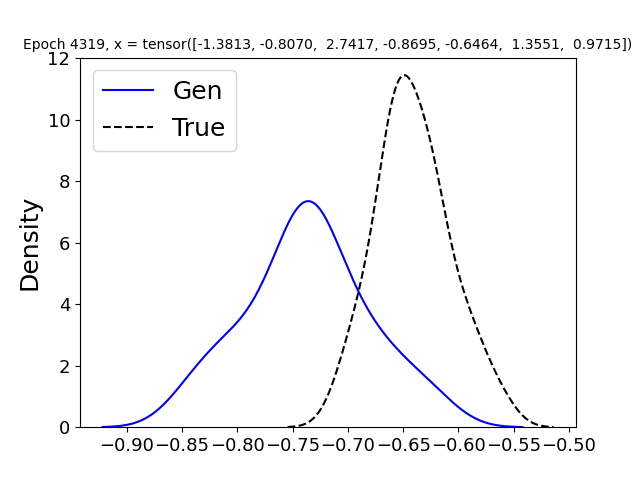 Epoch 4319, x = tensor([-1.3813, -0.8070,  2.7417, -0.8695, -0.6464,  1.3551,  0.9715])
12
10
8
6
4
2
0
Density
Gen
True
−0.90 −0.85 −0.80 −0.75 −0.70 −0.65 −0.60 −0.55 −0.50